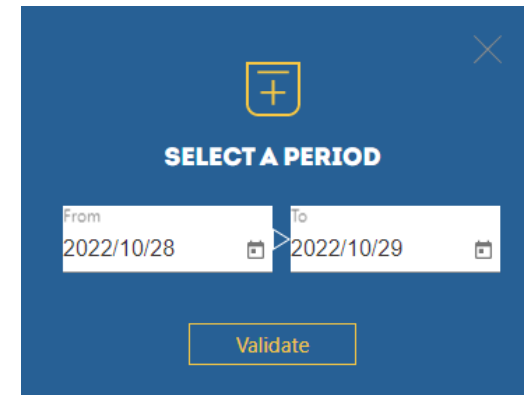 SELECT A PERIOD
From To
2022/10/28 2022/10/29
Validate